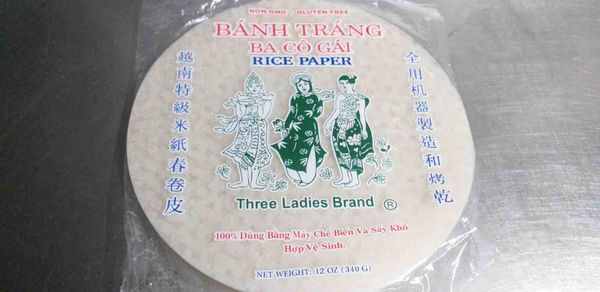 NON GMO • GLUTEN FREE
BÁNH TRÁNG
BA CÔ GÁI
RICE PAPER
越南特級米紙春卷皮
全用机器製造和烤乾
Three Ladies Brand ®
100% Dùng Bằng Máy Chế Biến Và Sấy Khô.
Hợp Vệ Sinh.
NET WEIGHT: 12 OZ (340 G)